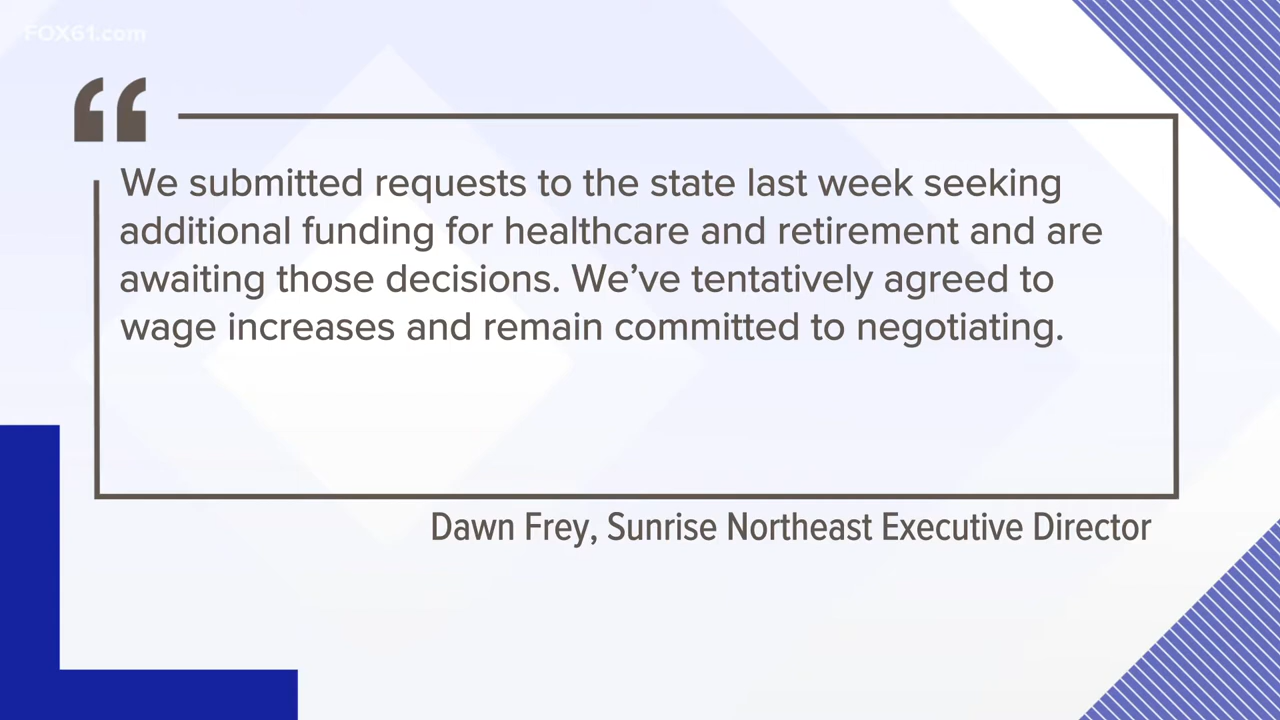 FOX61.com
“
We submitted requests to the state last week seeking
additional funding for healthcare and retirement and are
awaiting those decisions. We’ve tentatively agreed to
wage increases and remain committed to negotiating.
Dawn Frey, Sunrise Northeast Executive Director